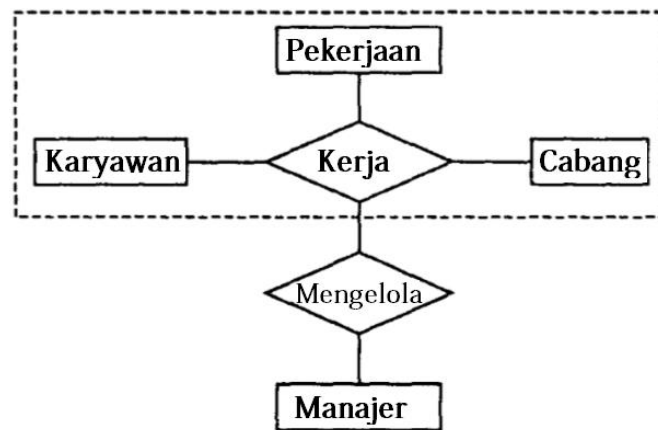 Pekerjaan
Karyawan
Kerja
Cabang
Mengelola
Manajer